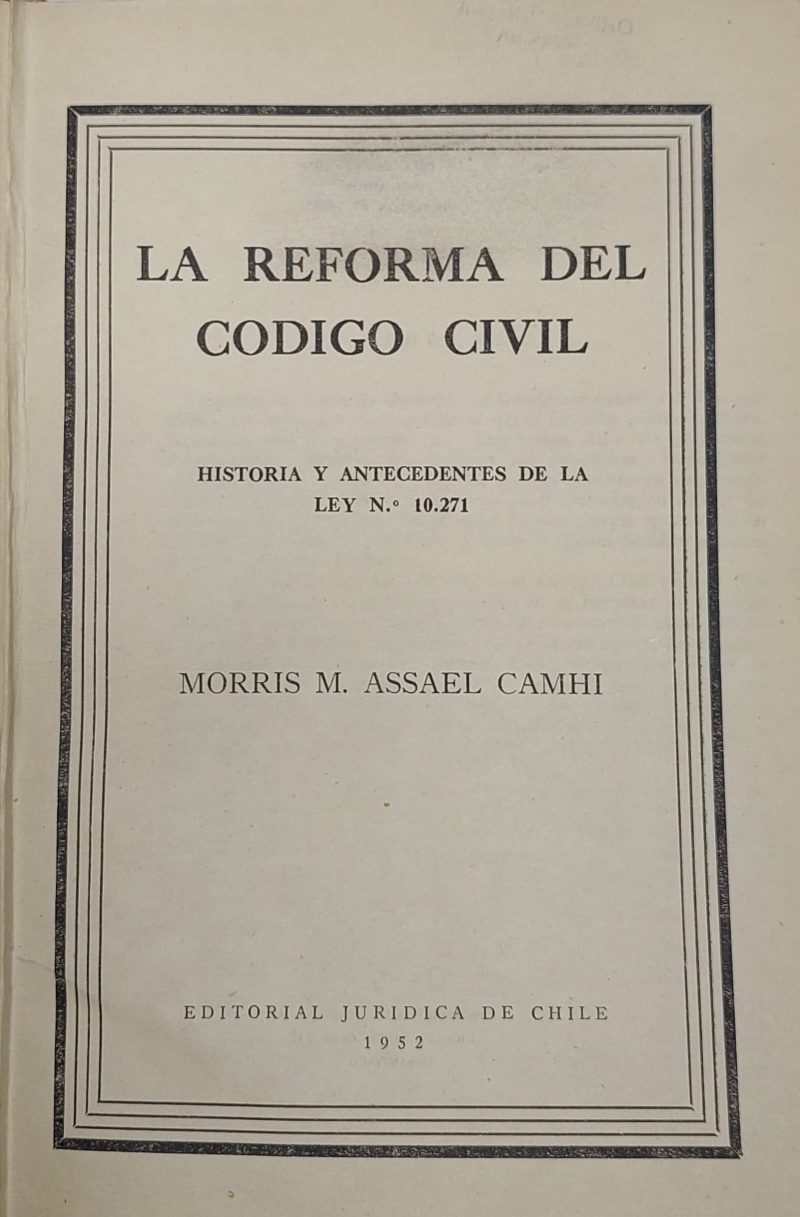 LA REFORMA DEL
CODIGO CIVIL
HISTORIA Y ANTECEDENTES DE LA
LEY N.º 10.271
MORRIS M. ASSAEL CAMHI
EDITORIAL JURIDICA DE CHILE
1952